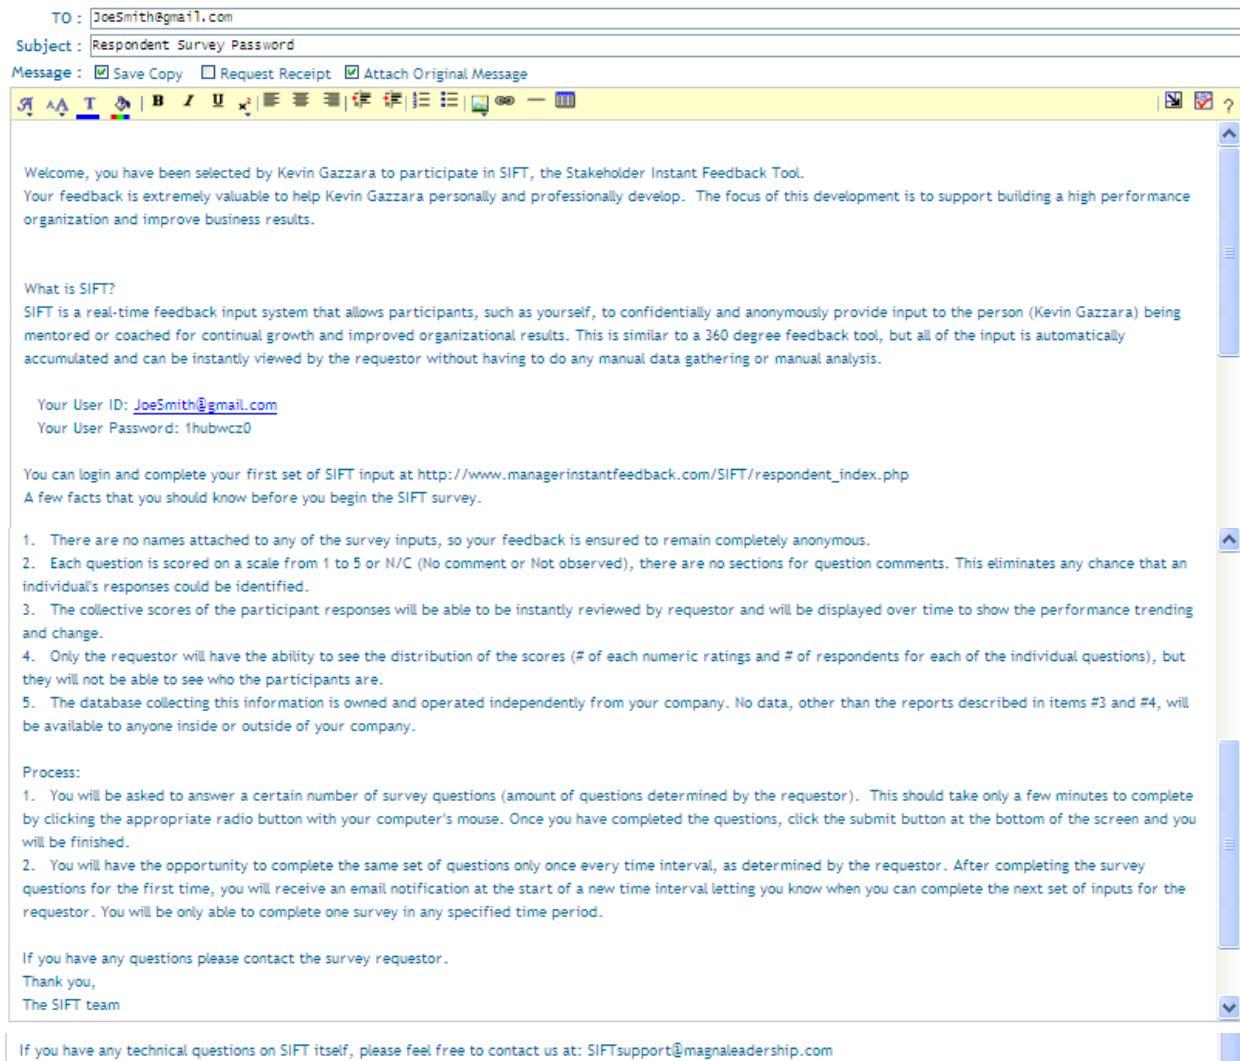 TO : JoeSmith@gmail.com
Subject : Respondent Survey Password
Message : Save Copy Request Receipt Attach Original Message
B I U ?
Welcome, you have been selected by Kevin Gazzara to participate in SIFT, the Stakeholder Instant Feedback Tool.
Your feedback is extremely valuable to help Kevin Gazzara personally and professionally develop. The focus of this development is to support building a high performance
organization and improve business results.
What is SIFT?
SIFT is a real-time feedback input system that allows participants, such as yourself, to confidentially and anonymously provide input to the person (Kevin Gazzara) being
mentored or coached for continual growth and improved organizational results. This is similar to a 360 degree feedback tool, but all of the input is automatically
accumulated and can be instantly viewed by the requestor without having to do any manual data gathering or manual analysis.
Your User ID: JoeSmith@gmail.com
Your User Password: 1hubwcz0
You can login and complete your first set of SIFT input at http://www.managerinstantfeedback.com/SIFT/respondent_index.php
A few facts that you should know before you begin the SIFT survey.
1. There are no names attached to any of the survey inputs, so your feedback is ensured to remain completely anonymous.
2. Each question is scored on a scale from 1 to 5 or N/C (No comment or Not observed), there are no sections for question comments. This eliminates any chance that an
individual's responses could be identified.
3. The collective scores of the participant responses will be able to be instantly reviewed by requestor and will be displayed over time to show the performance trending
and change.
4. Only the requestor will have the ability to see the distribution of the scores (# of each numeric ratings and # of respondents for each of the individual questions), but
they will not be able to see who the participants are.
5. The database collecting this information is owned and operated independently from your company. No data, other than the reports described in items #3 and #4, will
be available to anyone inside or outside of your company.
Process:
1. You will be asked to answer a certain number of survey questions (amount of questions determined by the requestor). This should take only a few minutes to complete
by clicking the appropriate radio button with your computer's mouse. Once you have completed the questions, click the submit button at the bottom of the screen and you
will be finished.
2. You will have the opportunity to complete the same set of questions only once every time interval, as determined by the requestor. After completing the survey
questions for the first time, you will receive an email notification at the start of a new time interval letting you know when you can complete the next set of inputs for the
requestor. You will be only able to complete one survey in any specified time period.
If you have any questions please contact the survey requestor.
Thank you,
The SIFT team
If you have any technical questions on SIFT itself, please feel free to contact us at: SIFTsupport@magnaleadership.com